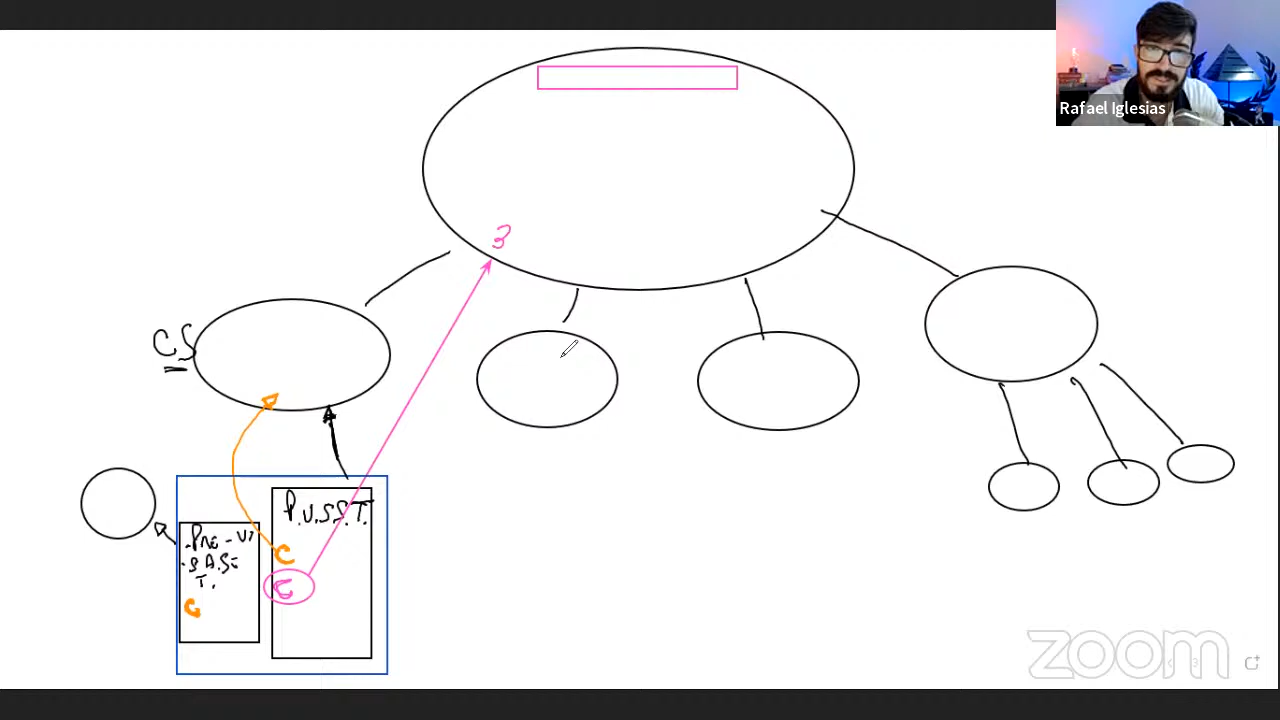 Rafael Iglesias
3
C.S
P.U.S.S.T.
- Pre - Vi
- S A.S
T.
C
C
C
zoom